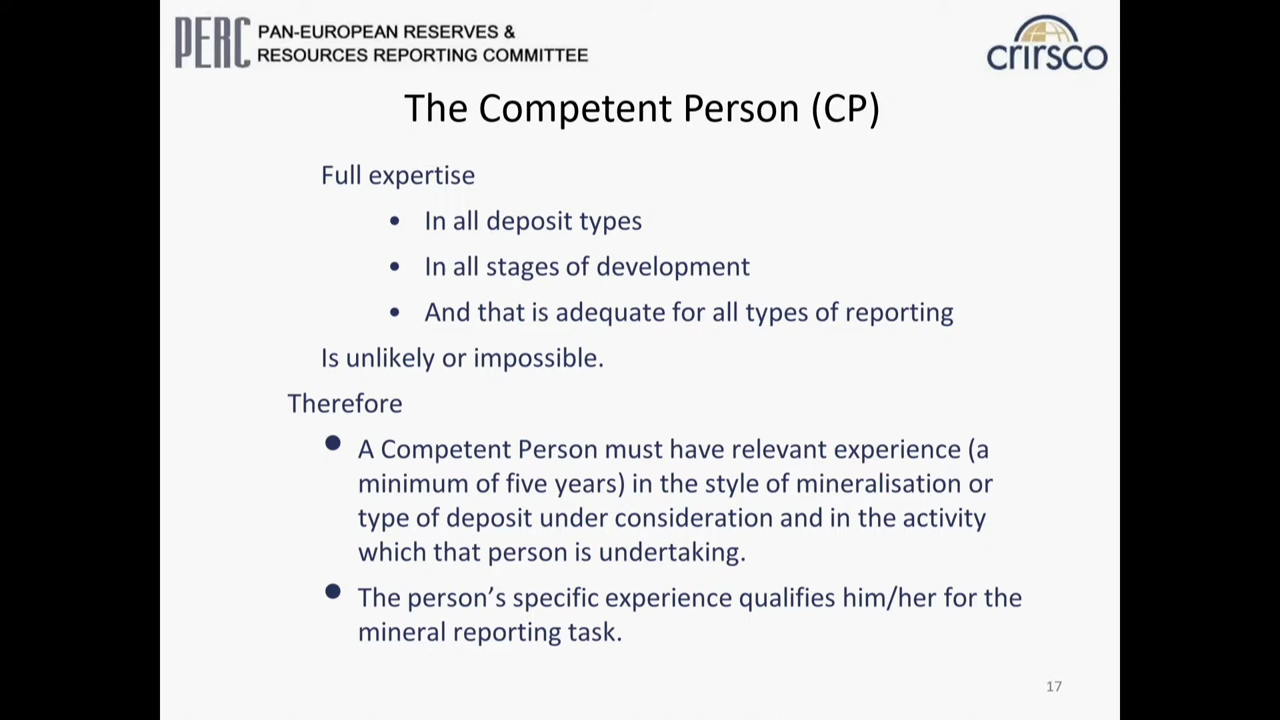 PERC PAN-EUROPEAN RESERVES &
RESOURCES REPORTING COMMITTEE
crirsco
The Competent Person (CP)
Full expertise
• In all deposit types
• In all stages of development
• And that is adequate for all types of reporting
Is unlikely or impossible.
Therefore
• A Competent Person must have relevant experience (a
minimum of five years) in the style of mineralisation or
type of deposit under consideration and in the activity
which that person is undertaking.
• The person’s specific experience qualifies him/her for the
mineral reporting task.
17